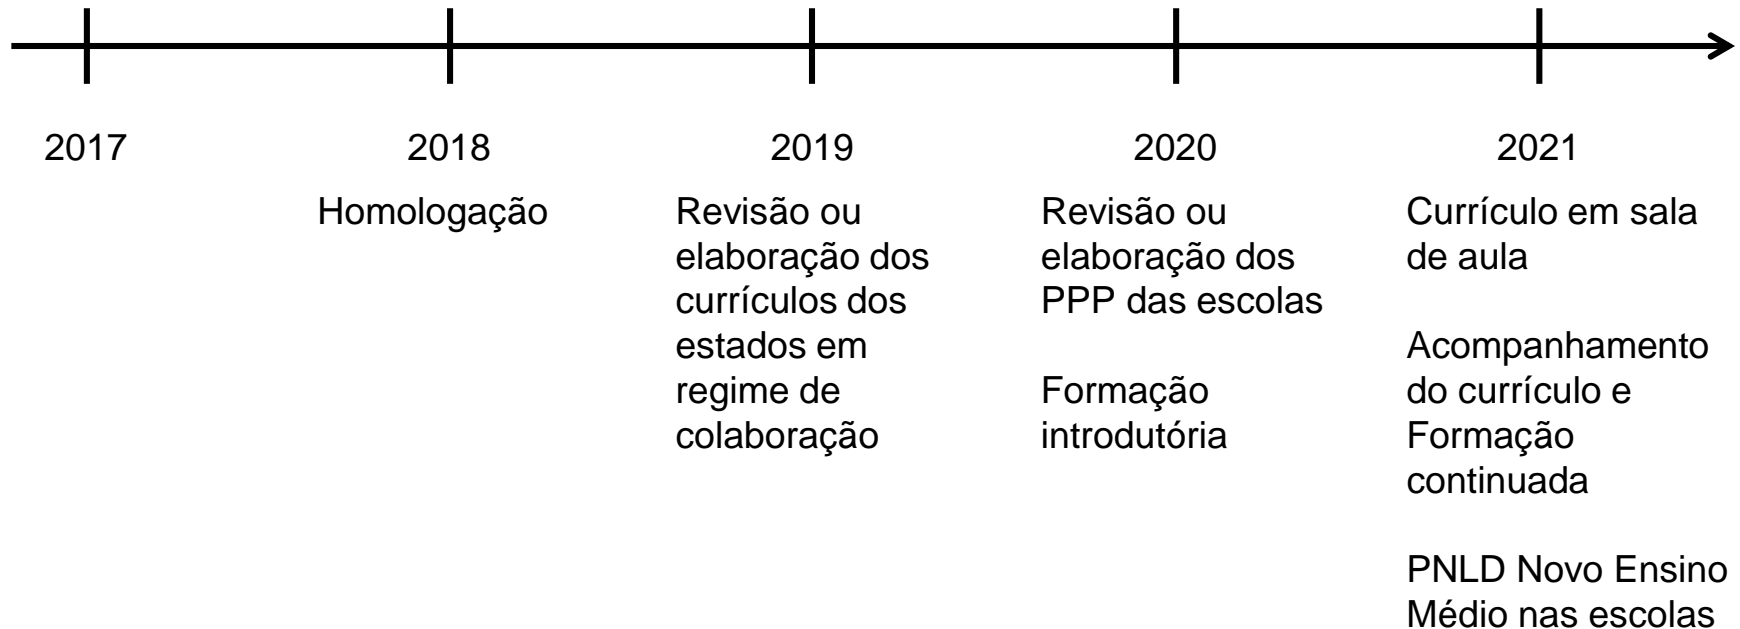 2017
2018
2019
2020
2021
Homologação
Revisão ou
elaboração dos
currículos dos
estados em
regime de
colaboração
Revisão ou
elaboração dos
PPP das escolas
Formação
introdutória
Currículo em sala
de aula
Acompanhamento
do currículo e
Formação
continuada
PNLD Novo Ensino
Médio nas escolas